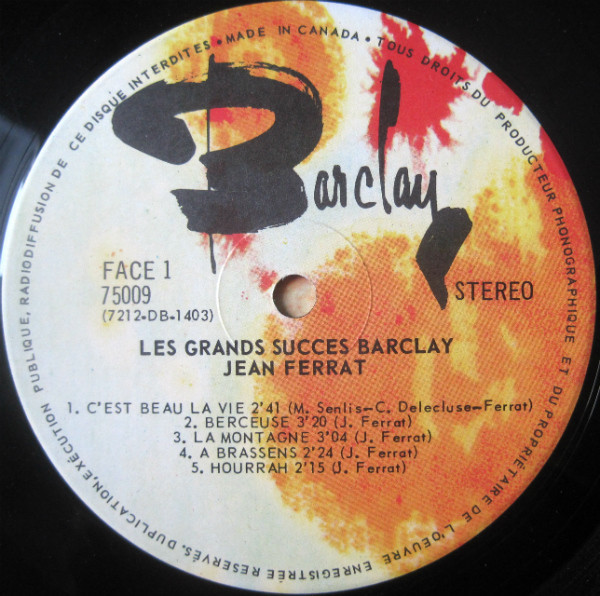 DUPLICATION, EXÉCUTION PUBLIQUE, RADIODIFFUSION DE CE DISQUE INTERDITES • MADE IN CANADA • TOUS DROITS DU PRODUCTEUR PHONOGRAPHIQUE ET DU PROPRIÉTAIRE DE L'OEUVRE ENREGISTRÉE RESERVÉS.
Barclay
FACE 1
75009
STEREO
(7212-DB-1403)
LES GRANDS SUCCES BARCLAY
JEAN FERRAT
1. C'EST BEAU LA VIE 2'41 (M. Senlis-C. Delecluse-Ferrat)
2. BERCEUSE 3'20 (J. Ferrat)
3. LA MONTAGNE 3'04 (J. Ferrat)
4. A BRASSENS 2'24 (J. Ferrat)
5. HOURRAH 2'15 (J. Ferrat)